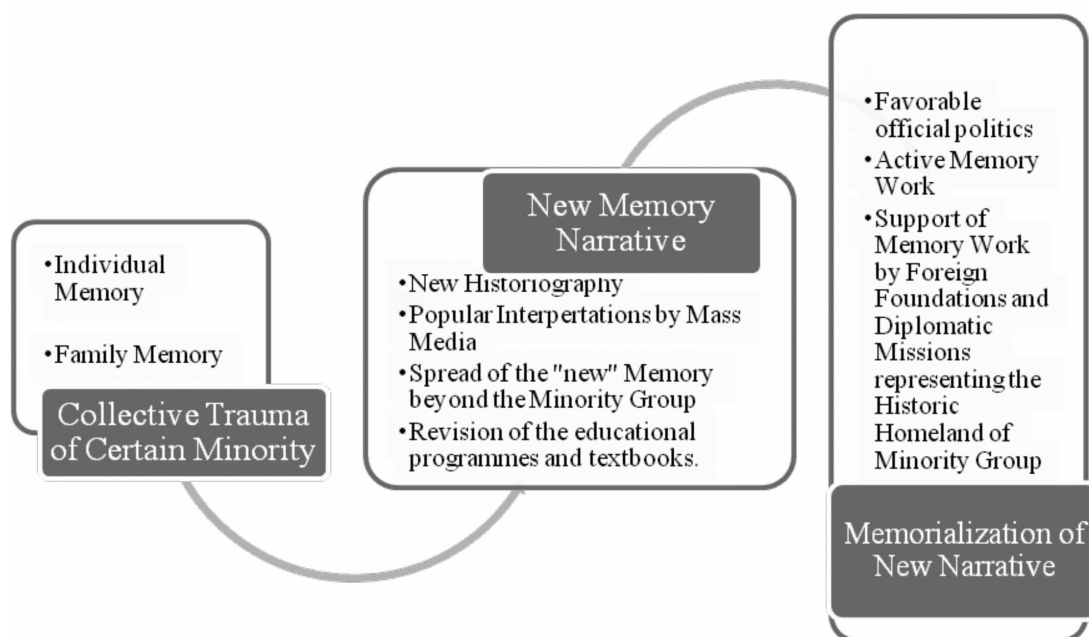 •Individual
Memory
•Family Memory
Collective Trauma
of Certain Minority
New Memory
Narrative
•New Historiography
•Popular Interpertations by Mass
Media
•Spread of the "new" Memory
beyond the Minority Group
•Revision of the educational
programmes and textbooks.
•Favorable
official politics
•Active Memory
Work
•Support of
Memory Work
by Foreign
Foundations and
Diplomatic
Missions
representing the
Historic
Homeland of
Minority Group
Memorialization of
New Narrative